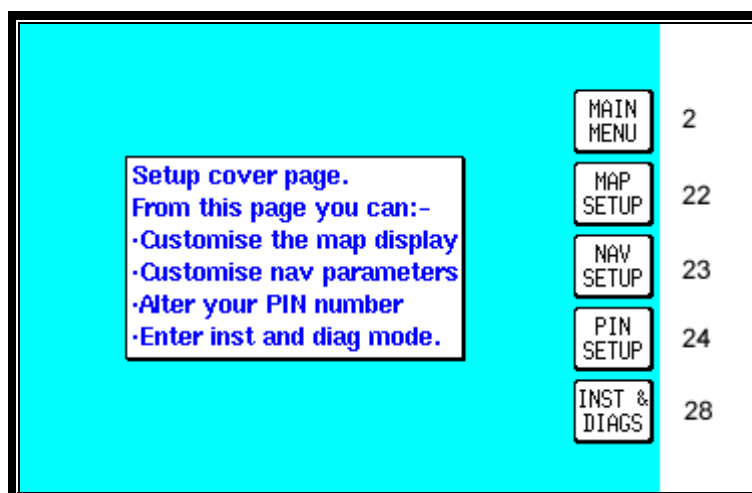 Setup cover page.
From this page you can:-
·Customise the map display
·Customise nav parameters
·Alter your PIN number
·Enter inst and diag mode.
MAIN
MENU
2
MAP
SETUP
22
NAV
SETUP
23
PIN
SETUP
24
INST &
DIAGS
28